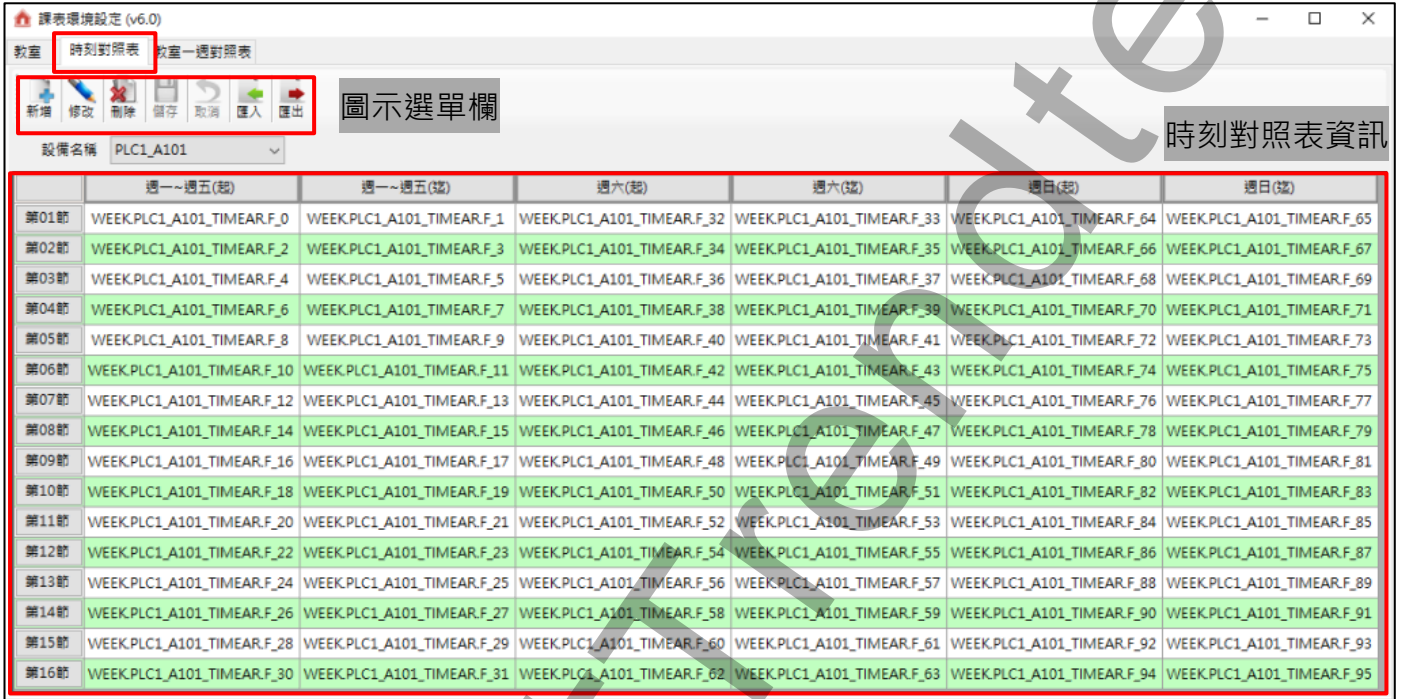 課表環境設定 (v6.0)
教室 時刻對照表 教室一週對照表
新增 修改 刪除 儲存 取消 匯入 匯出
圖示選單欄
時刻對照表資訊
設備名稱 PLC1_A101
週一~週五(起) 週一~週五(迄) 週六(起) 週六(迄) 週日(起) 週日(迄)
第01節 WEEK.PLC1_A101_TIMEAR.F_0 WEEK.PLC1_A101_TIMEAR.F_1 WEEK.PLC1_A101_TIMEAR.F_32 WEEK.PLC1_A101_TIMEAR.F_33 WEEK.PLC1_A101_TIMEAR.F_64 WEEK.PLC1_A101_TIMEAR.F_65
第02節 WEEK.PLC1_A101_TIMEAR.F_2 WEEK.PLC1_A101_TIMEAR.F_3 WEEK.PLC1_A101_TIMEAR.F_34 WEEK.PLC1_A101_TIMEAR.F_35 WEEK.PLC1_A101_TIMEAR.F_66 WEEK.PLC1_A101_TIMEAR.F_67
第03節 WEEK.PLC1_A101_TIMEAR.F_4 WEEK.PLC1_A101_TIMEAR.F_5 WEEK.PLC1_A101_TIMEAR.F_36 WEEK.PLC1_A101_TIMEAR.F_37 WEEK.PLC1_A101_TIMEAR.F_68 WEEK.PLC1_A101_TIMEAR.F_69
第04節 WEEK.PLC1_A101_TIMEAR.F_6 WEEK.PLC1_A101_TIMEAR.F_7 WEEK.PLC1_A101_TIMEAR.F_38 WEEK.PLC1_A101_TIMEAR.F_39 WEEK.PLC1_A101_TIMEAR.F_70 WEEK.PLC1_A101_TIMEAR.F_71
第05節 WEEK.PLC1_A101_TIMEAR.F_8 WEEK.PLC1_A101_TIMEAR.F_9 WEEK.PLC1_A101_TIMEAR.F_40 WEEK.PLC1_A101_TIMEAR.F_41 WEEK.PLC1_A101_TIMEAR.F_72 WEEK.PLC1_A101_TIMEAR.F_73
第06節 WEEK.PLC1_A101_TIMEAR.F_10 WEEK.PLC1_A101_TIMEAR.F_11 WEEK.PLC1_A101_TIMEAR.F_42 WEEK.PLC1_A101_TIMEAR.F_43 WEEK.PLC1_A101_TIMEAR.F_74 WEEK.PLC1_A101_TIMEAR.F_75
第07節 WEEK.PLC1_A101_TIMEAR.F_12 WEEK.PLC1_A101_TIMEAR.F_13 WEEK.PLC1_A101_TIMEAR.F_44 WEEK.PLC1_A101_TIMEAR.F_45 WEEK.PLC1_A101_TIMEAR.F_76 WEEK.PLC1_A101_TIMEAR.F_77
第08節 WEEK.PLC1_A101_TIMEAR.F_14 WEEK.PLC1_A101_TIMEAR.F_15 WEEK.PLC1_A101_TIMEAR.F_46 WEEK.PLC1_A101_TIMEAR.F_47 WEEK.PLC1_A101_TIMEAR.F_78 WEEK.PLC1_A101_TIMEAR.F_79
第09節 WEEK.PLC1_A101_TIMEAR.F_16 WEEK.PLC1_A101_TIMEAR.F_17 WEEK.PLC1_A101_TIMEAR.F_48 WEEK.PLC1_A101_TIMEAR.F_49 WEEK.PLC1_A101_TIMEAR.F_80 WEEK.PLC1_A101_TIMEAR.F_81
第10節 WEEK.PLC1_A101_TIMEAR.F_18 WEEK.PLC1_A101_TIMEAR.F_19 WEEK.PLC1_A101_TIMEAR.F_50 WEEK.PLC1_A101_TIMEAR.F_51 WEEK.PLC1_A101_TIMEAR.F_82 WEEK.PLC1_A101_TIMEAR.F_83
第11節 WEEK.PLC1_A101_TIMEAR.F_20 WEEK.PLC1_A101_TIMEAR.F_21 WEEK.PLC1_A101_TIMEAR.F_52 WEEK.PLC1_A101_TIMEAR.F_53 WEEK.PLC1_A101_TIMEAR.F_84 WEEK.PLC1_A101_TIMEAR.F_85
第12節 WEEK.PLC1_A101_TIMEAR.F_22 WEEK.PLC1_A101_TIMEAR.F_23 WEEK.PLC1_A101_TIMEAR.F_54 WEEK.PLC1_A101_TIMEAR.F_55 WEEK.PLC1_A101_TIMEAR.F_86 WEEK.PLC1_A101_TIMEAR.F_87
第13節 WEEK.PLC1_A101_TIMEAR.F_24 WEEK.PLC1_A101_TIMEAR.F_25 WEEK.PLC1_A101_TIMEAR.F_56 WEEK.PLC1_A101_TIMEAR.F_57 WEEK.PLC1_A101_TIMEAR.F_88 WEEK.PLC1_A101_TIMEAR.F_89
第14節 WEEK.PLC1_A101_TIMEAR.F_26 WEEK.PLC1_A101_TIMEAR.F_27 WEEK.PLC1_A101_TIMEAR.F_58 WEEK.PLC1_A101_TIMEAR.F_59 WEEK.PLC1_A101_TIMEAR.F_90 WEEK.PLC1_A101_TIMEAR.F_91
第15節 WEEK.PLC1_A101_TIMEAR.F_28 WEEK.PLC1_A101_TIMEAR.F_29 WEEK.PLC1_A101_TIMEAR.F_60 WEEK.PLC1_A101_TIMEAR.F_61 WEEK.PLC1_A101_TIMEAR.F_92 WEEK.PLC1_A101_TIMEAR.F_93
第16節 WEEK.PLC1_A101_TIMEAR.F_30 WEEK.PLC1_A101_TIMEAR.F_31 WEEK.PLC1_A101_TIMEAR.F_62 WEEK.PLC1_A101_TIMEAR.F_63 WEEK.PLC1_A101_TIMEAR.F_94 WEEK.PLC1_A101_TIMEAR.F_95
-Trendte